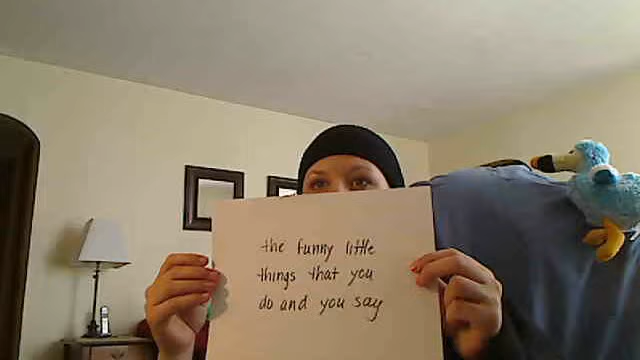 the funny little
things that you
do and you say